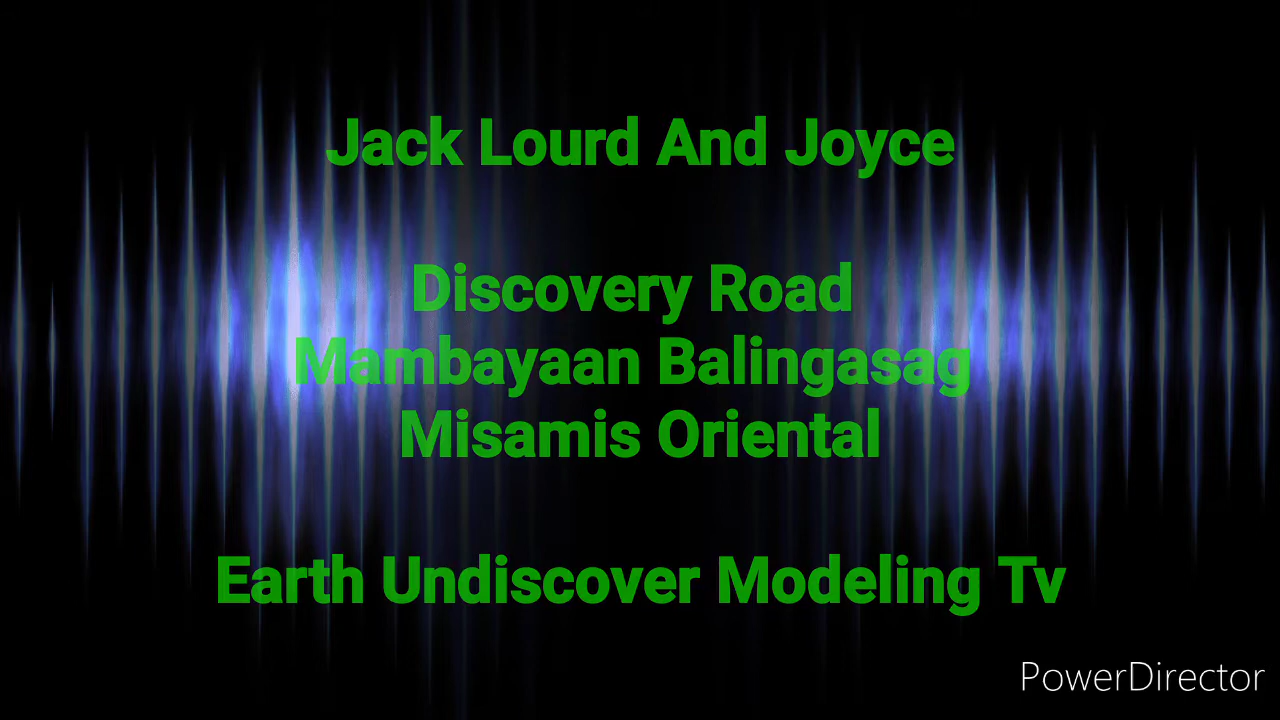 Jack Lourd And Joyce
Discovery Road
Mambayaan Balingasag
Misamis Oriental
Earth Undiscover Modeling Tv
PowerDirector